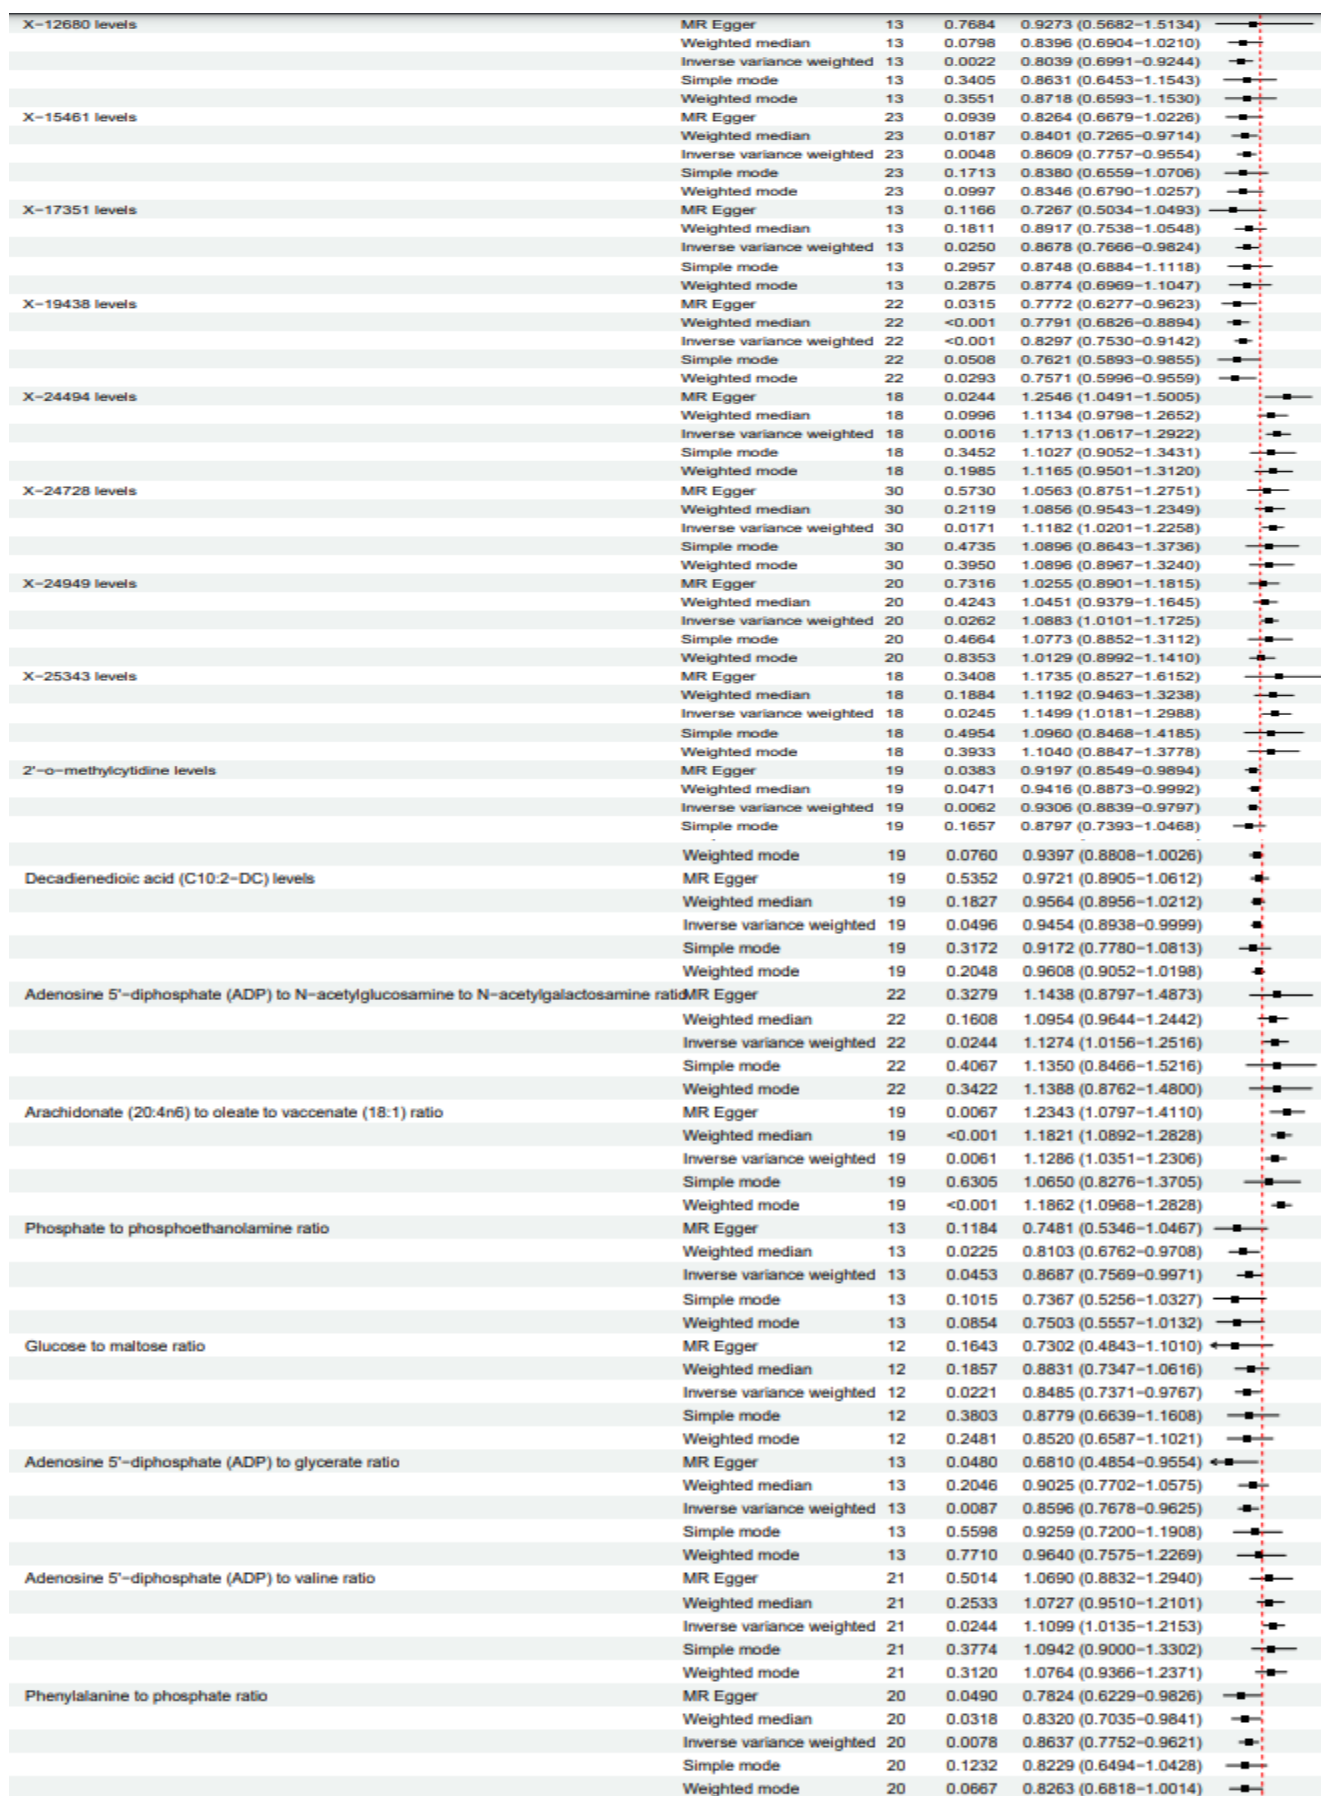 X−12680 levels MR Egger 13 0.7684 0.9273 (0.5682−1.5134)
Weighted median 13 0.0798 0.8396 (0.6904−1.0210)
Inverse variance weighted 13 0.0022 0.8039 (0.6991−0.9244)
Simple mode 13 0.3405 0.8631 (0.6453−1.1543)
Weighted mode 13 0.3551 0.8718 (0.6593−1.1530)
X−15461 levels MR Egger 23 0.0939 0.8264 (0.6679−1.0226)
Weighted median 23 0.0187 0.8401 (0.7265−0.9714)
Inverse variance weighted 23 0.0048 0.8609 (0.7757−0.9554)
Simple mode 23 0.1713 0.8380 (0.6559−1.0706)
Weighted mode 23 0.0997 0.8346 (0.6790−1.0257)
X−17351 levels MR Egger 13 0.1166 0.7267 (0.5034−1.0493)
Weighted median 13 0.1811 0.8917 (0.7538−1.0548)
Inverse variance weighted 13 0.0250 0.8678 (0.7666−0.9824)
Simple mode 13 0.2957 0.8748 (0.6884−1.1118)
Weighted mode 13 0.2875 0.8774 (0.6969−1.1047)
X−19438 levels MR Egger 22 0.0315 0.7772 (0.6277−0.9623)
Weighted median 22 <0.001 0.7791 (0.6826−0.8894)
Inverse variance weighted 22 <0.001 0.8297 (0.7530−0.9142)
Simple mode 22 0.0508 0.7621 (0.5893−0.9855)
Weighted mode 22 0.0293 0.7571 (0.5996−0.9559)
X−24494 levels MR Egger 18 0.0244 1.2546 (1.0491−1.5005)
Weighted median 18 0.0996 1.1134 (0.9798−1.2652)
Inverse variance weighted 18 0.0016 1.1713 (1.0617−1.2922)
Simple mode 18 0.3452 1.1027 (0.9052−1.3431)
Weighted mode 18 0.1985 1.1165 (0.9501−1.3120)
X−24728 levels MR Egger 30 0.5730 1.0563 (0.8751−1.2751)
Weighted median 30 0.2119 1.0856 (0.9543−1.2349)
Inverse variance weighted 30 0.0171 1.1182 (1.0201−1.2258)
Simple mode 30 0.4735 1.0896 (0.8643−1.3736)
Weighted mode 30 0.3950 1.0896 (0.8967−1.3240)
X−24949 levels MR Egger 20 0.7316 1.0255 (0.8901−1.1815)
Weighted median 20 0.4243 1.0451 (0.9379−1.1645)
Inverse variance weighted 20 0.0262 1.0883 (1.0101−1.1725)
Simple mode 20 0.4664 1.0773 (0.8852−1.3112)
Weighted mode 20 0.8353 1.0129 (0.8992−1.1410)
X−25343 levels MR Egger 18 0.3408 1.1735 (0.8527−1.6152)
Weighted median 18 0.1884 1.1192 (0.9463−1.3238)
Inverse variance weighted 18 0.0245 1.1499 (1.0181−1.2988)
Simple mode 18 0.4954 1.0960 (0.8468−1.4185)
Weighted mode 18 0.3933 1.1040 (0.8847−1.3778)
2'−o−methylcytidine levels MR Egger 19 0.0383 0.9197 (0.8549−0.9894)
Weighted median 19 0.0471 0.9416 (0.8873−0.9992)
Inverse variance weighted 19 0.0062 0.9306 (0.8839−0.9797)
Simple mode 19 0.1657 0.8797 (0.7393−1.0468)
Weighted mode 19 0.0760 0.9397 (0.8808−1.0026)
Decadienedioic acid (C10:2−DC) levels MR Egger 19 0.5352 0.9721 (0.8905−1.0612)
Weighted median 19 0.1827 0.9564 (0.8956−1.0212)
Inverse variance weighted 19 0.0496 0.9454 (0.8938−0.9999)
Simple mode 19 0.3172 0.9172 (0.7780−1.0813)
Weighted mode 19 0.2048 0.9608 (0.9052−1.0198)
Adenosine 5'−diphosphate (ADP) to N−acetylglucosamine to N−acetylgalactosamine ratio MR Egger 22 0.3279 1.1438 (0.8797−1.4873)
Weighted median 22 0.1608 1.0954 (0.9644−1.2442)
Inverse variance weighted 22 0.0244 1.1274 (1.0156−1.2516)
Simple mode 22 0.4067 1.1350 (0.8466−1.5216)
Weighted mode 22 0.3422 1.1388 (0.8762−1.4800)
Arachidonate (20:4n6) to oleate to vaccenate (18:1) ratio MR Egger 19 0.0067 1.2343 (1.0797−1.4110)
Weighted median 19 <0.001 1.1821 (1.0892−1.2828)
Inverse variance weighted 19 0.0061 1.1286 (1.0351−1.2306)
Simple mode 19 0.6305 1.0650 (0.8276−1.3705)
Weighted mode 19 <0.001 1.1862 (1.0968−1.2828)
Phosphate to phosphoethanolamine ratio MR Egger 13 0.1184 0.7481 (0.5346−1.0467)
Weighted median 13 0.0225 0.8103 (0.6762−0.9708)
Inverse variance weighted 13 0.0453 0.8687 (0.7569−0.9971)
Simple mode 13 0.1015 0.7367 (0.5256−1.0327)
Weighted mode 13 0.0854 0.7503 (0.5557−1.0132)
Glucose to maltose ratio MR Egger 12 0.1643 0.7302 (0.4843−1.1010)
Weighted median 12 0.1857 0.8831 (0.7347−1.0616)
Inverse variance weighted 12 0.0221 0.8485 (0.7371−0.9767)
Simple mode 12 0.3803 0.8779 (0.6639−1.1608)
Weighted mode 12 0.2481 0.8520 (0.6587−1.1021)
Adenosine 5'−diphosphate (ADP) to glycerate ratio MR Egger 13 0.0480 0.6810 (0.4854−0.9554)
Weighted median 13 0.2046 0.9025 (0.7702−1.0575)
Inverse variance weighted 13 0.0087 0.8596 (0.7678−0.9625)
Simple mode 13 0.5598 0.9259 (0.7200−1.1908)
Weighted mode 13 0.7710 0.9640 (0.7575−1.2269)
Adenosine 5'−diphosphate (ADP) to valine ratio MR Egger 21 0.5014 1.0690 (0.8832−1.2940)
Weighted median 21 0.2533 1.0727 (0.9510−1.2101)
Inverse variance weighted 21 0.0244 1.1099 (1.0135−1.2153)
Simple mode 21 0.3774 1.0942 (0.9000−1.3302)
Weighted mode 21 0.3120 1.0764 (0.9366−1.2371)
Phenylalanine to phosphate ratio MR Egger 20 0.0490 0.7824 (0.6229−0.9826)
Weighted median 20 0.0318 0.8320 (0.7035−0.9841)
Inverse variance weighted 20 0.0078 0.8637 (0.7752−0.9621)
Simple mode 20 0.1232 0.8229 (0.6494−1.0428)
Weighted mode 20 0.0667 0.8263 (0.6818−1.0014)